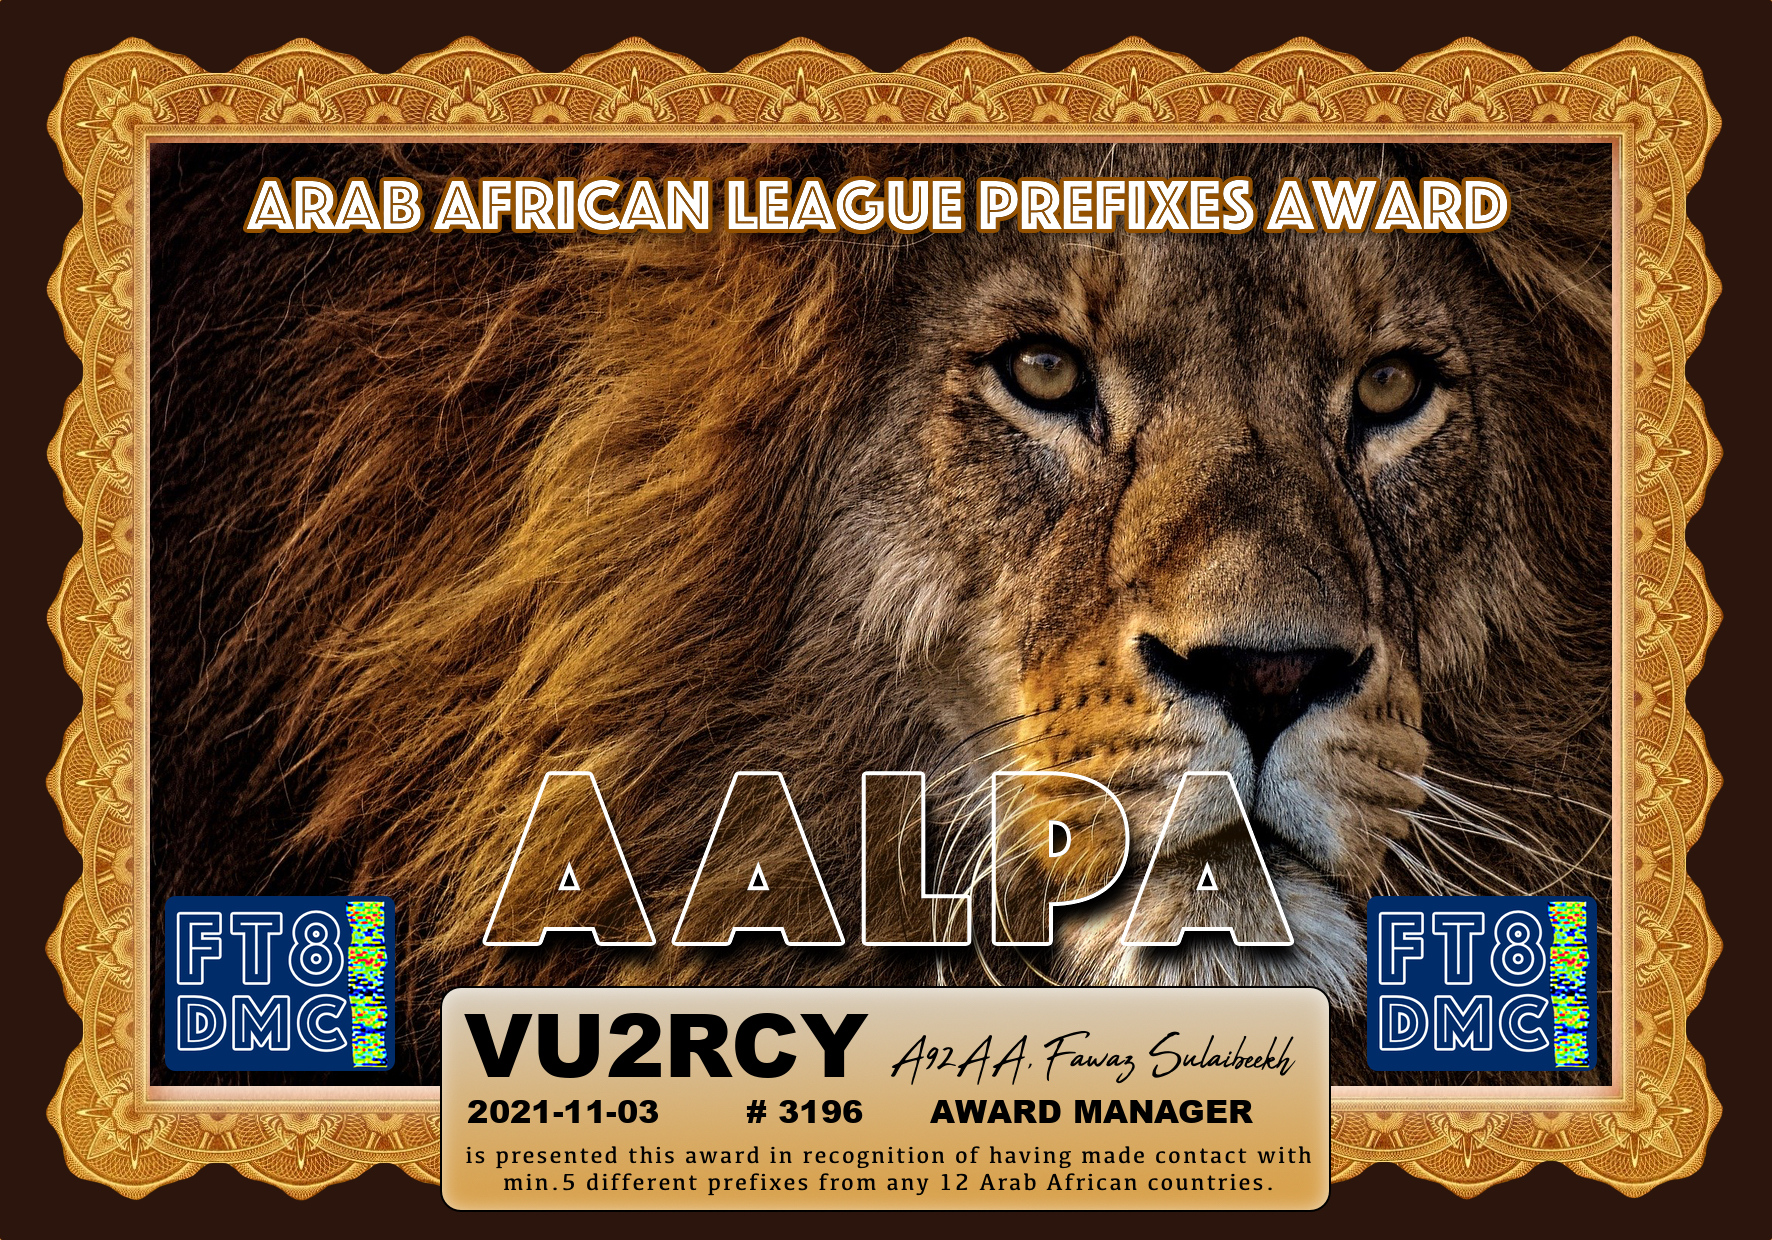 ARAB AFRICAN LEAGUE PREFIXES AWARD
AALPA
FT8
DMC
FT8
DMC
VU2RCY
A92AA, Fawaz Sulaibeekh
2021-11-03 # 3196 AWARD MANAGER
is presented this award in recognition of having made contact with
min.5 different prefixes from any 12 Arab African countries.